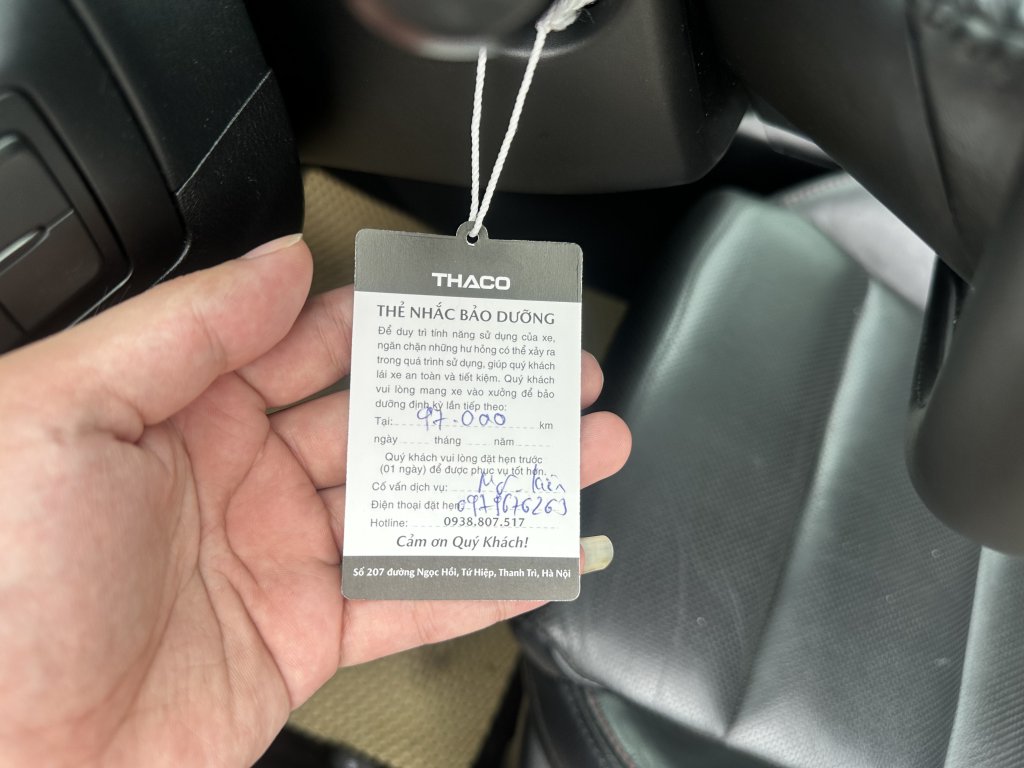 THACO
THẺ NHẮC BẢO DƯỠNG
Để duy trì tính năng sử dụng của xe,
ngăn chặn những hư hỏng có thể xảy ra
trong quá trình sử dụng, giúp quý khách
lái xe an toàn và tiết kiệm. Quý khách
vui lòng mang xe vào xưởng để bảo
dưỡng định kỳ lần tiếp theo:
Tại: 97.000 km
ngày tháng năm
Quý khách vui lòng đặt hẹn trước
(01 ngày) để được phục vụ tốt hơn.
Cố vấn dịch vụ: Mr. Kiên
Điện thoại đặt hẹn 0979676263
Hotline: 0938.807.517
Cảm ơn Quý Khách!
Số 207 đường Ngọc Hồi, Tứ Hiệp, Thanh Trì, Hà Nội